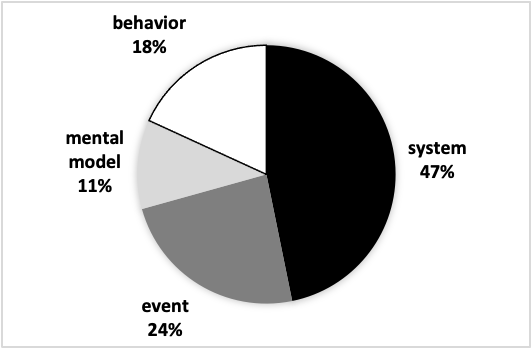 behavior
18%
mental
model
11%
system
47%
event
24%